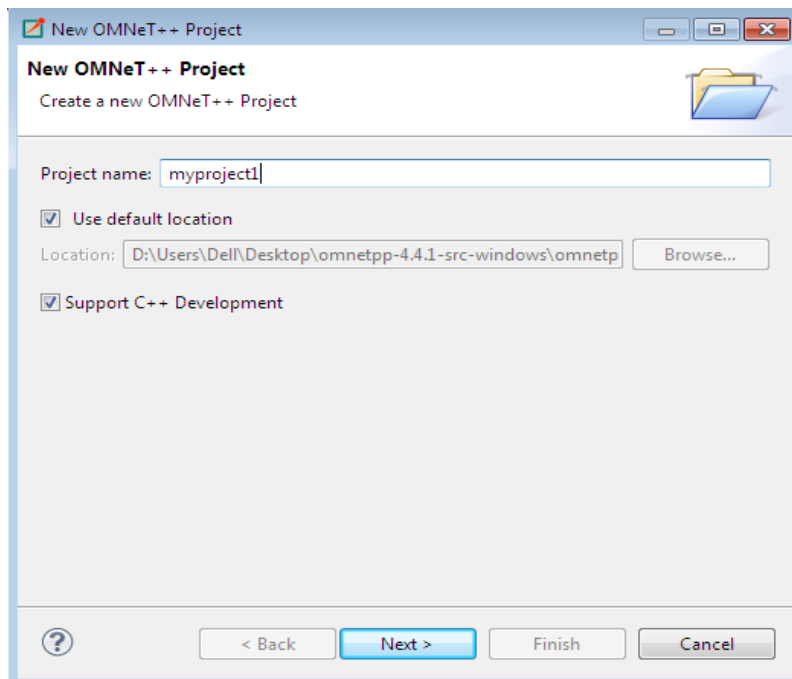 New OMNeT++ Project
New OMNeT++ Project
Create a new OMNeT++ Project
Project name: myproject1
Use default location
Location: D:\Users\Dell\Desktop\omnetpp-4.4.1-src-windows\omnetp Browse...
Support C++ Development
? < Back Next > Finish Cancel